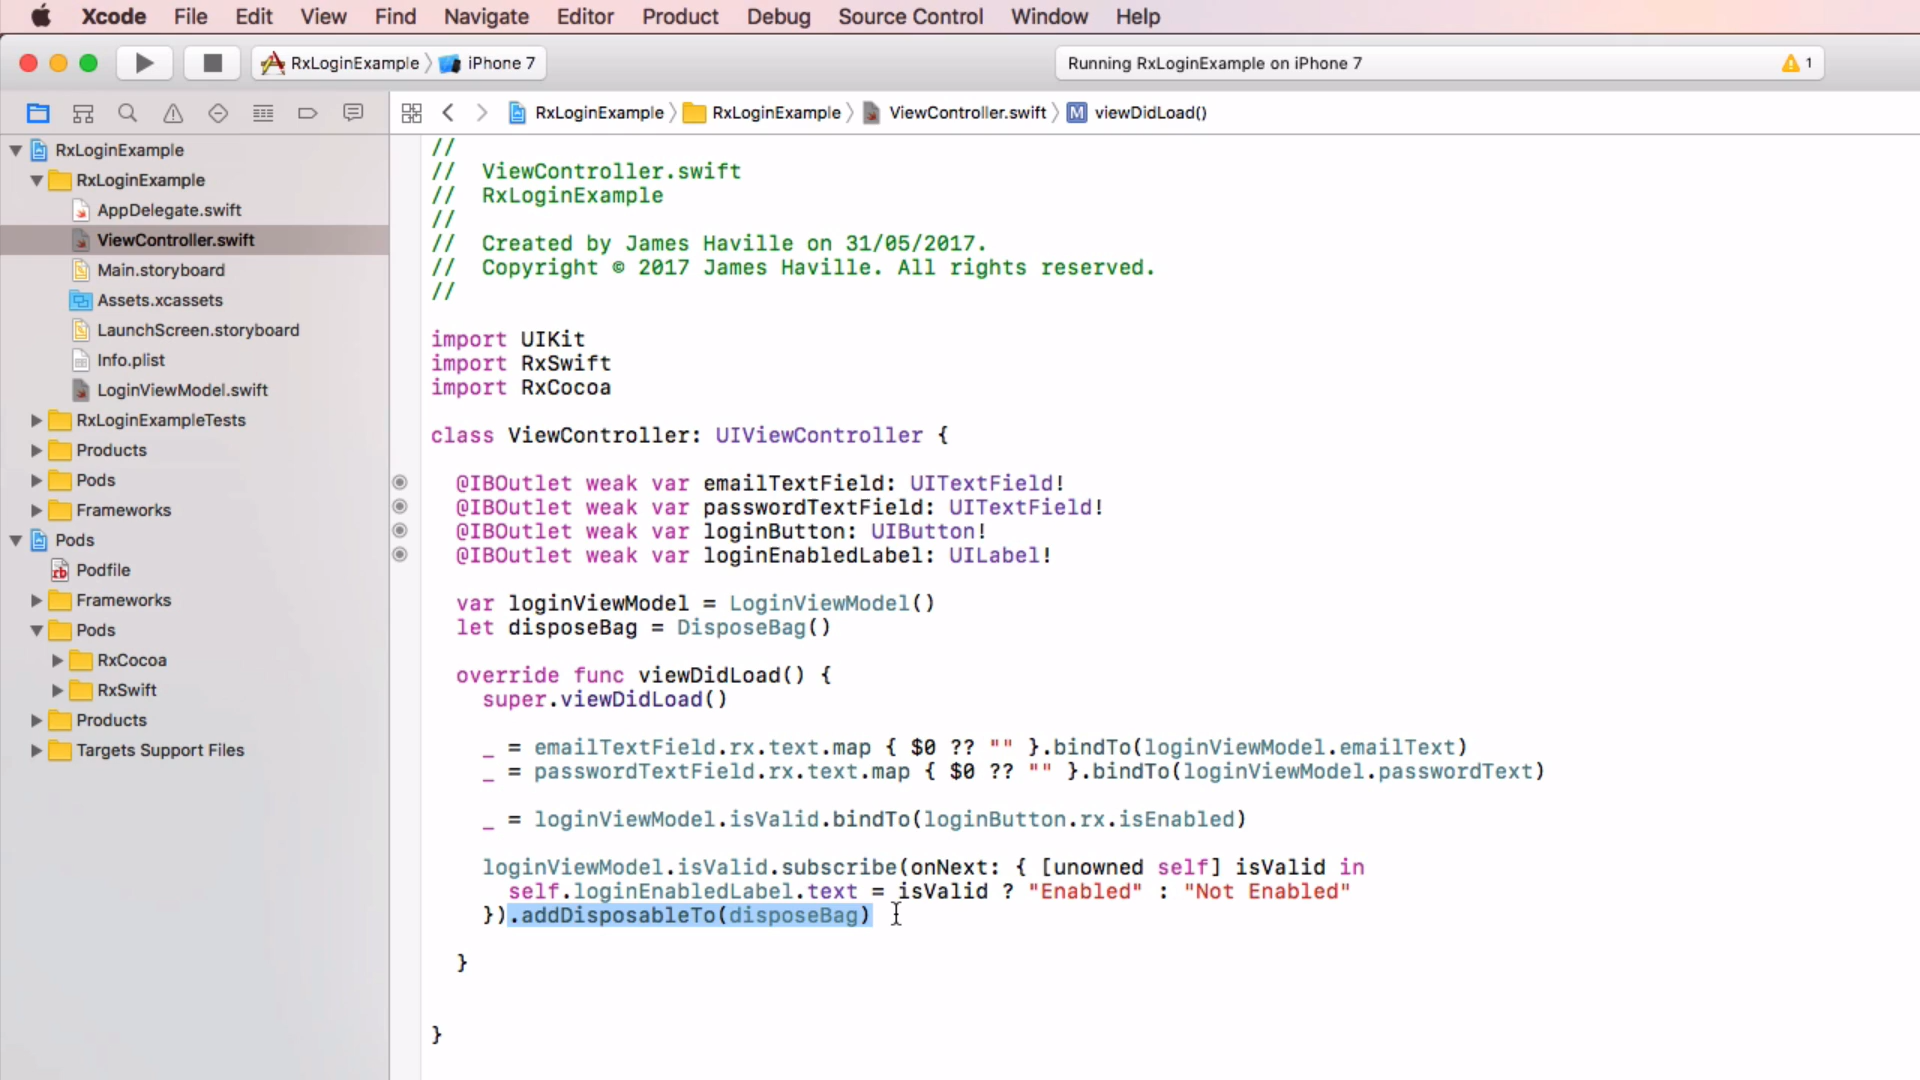 Xcode File Edit View Find Navigate Editor Product Debug Source Control Window Help
RxLoginExample iPhone 7
Running RxLoginExample on iPhone 7
1
RxLoginExample RxLoginExample ViewController.swift M viewDidLoad()
RxLoginExample
RxLoginExample
AppDelegate.swift
ViewController.swift
Main.storyboard
Assets.xcassets
LaunchScreen.storyboard
Info.plist
LoginViewModel.swift
RxLoginExampleTests
Products
Pods
Frameworks
Pods
rb Podfile
Frameworks
Pods
RxCocoa
RxSwift
Products
Targets Support Files
//
// ViewController.swift
// RxLoginExample
//
// Created by James Haville on 31/05/2017.
// Copyright © 2017 James Haville. All rights reserved.
//
import UIKit
import RxSwift
import RxCocoa
class ViewController: UIViewController {
@IBOutlet weak var emailTextField: UITextField!
@IBOutlet weak var passwordTextField: UITextField!
@IBOutlet weak var loginButton: UIButton!
@IBOutlet weak var loginEnabledLabel: UILabel!
var loginViewModel = LoginViewModel()
let disposeBag = DisposeBag()
override func viewDidLoad() {
super.viewDidLoad()
_ = emailTextField.rx.text.map { $0 ?? "" }.bindTo(loginViewModel.emailText)
_ = passwordTextField.rx.text.map { $0 ?? "" }.bindTo(loginViewModel.passwordText)
_ = loginViewModel.isValid.bindTo(loginButton.rx.isEnabled)
loginViewModel.isValid.subscribe(onNext: { [unowned self] isValid in
self.loginEnabledLabel.text = isValid ? "Enabled" : "Not Enabled"
}).addDisposableTo(disposeBag)
}
}